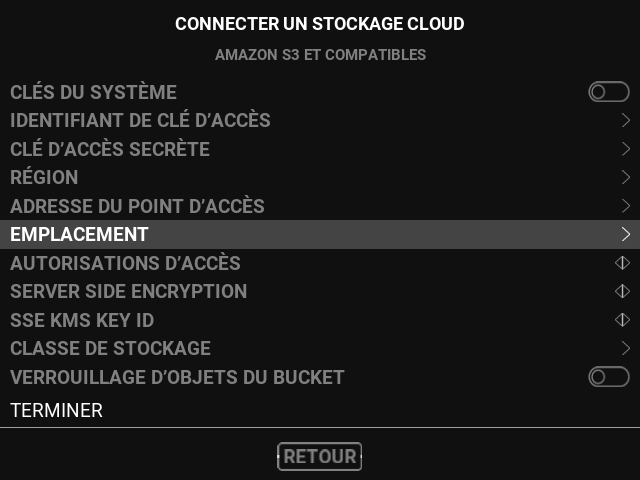 CONNECTER UN STOCKAGE CLOUD
AMAZON S3 ET COMPATIBLES
CLÉS DU SYSTÈME
IDENTIFIANT DE CLÉ D’ACCÈS
CLÉ D’ACCÈS SECRÈTE
RÉGION
ADRESSE DU POINT D’ACCÈS
EMPLACEMENT
AUTORISATIONS D’ACCÈS
SERVER SIDE ENCRYPTION
SSE KMS KEY ID
CLASSE DE STOCKAGE
VERROUILLAGE D’OBJETS DU BUCKET
TERMINER
RETOUR